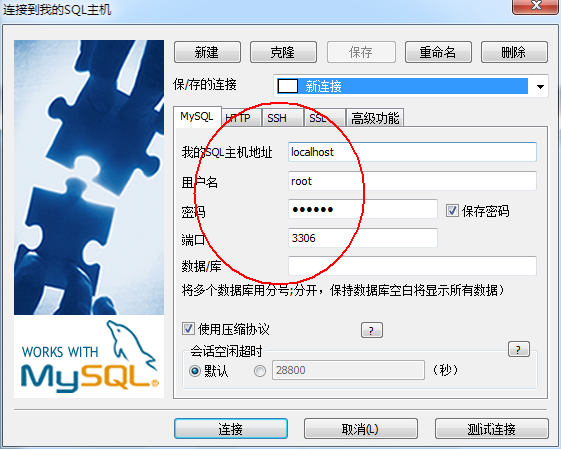 连接到我的SQL主机
新建 克隆 保存 重命名 删除
保/存的连接 新连接
MySQL HTTP SSH SSL 高级功能
我的SQL主机地址 localhost
用户名 root
密码 ●●●●●● 保存密码
端口 3306
数据/库
将多个数据库用分号;分开，保持数据库空白将显示所有数据）
使用压缩协议 ?
会话空闲超时 ?
默认 28800 （秒）
WORKS WITH
MySQL®
连接 取消(L) 测试连接